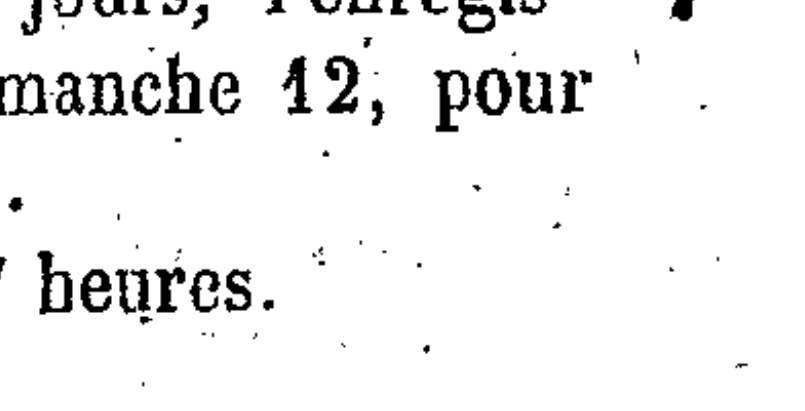 jours, l'enregis
manche 12, pour
.
heures.